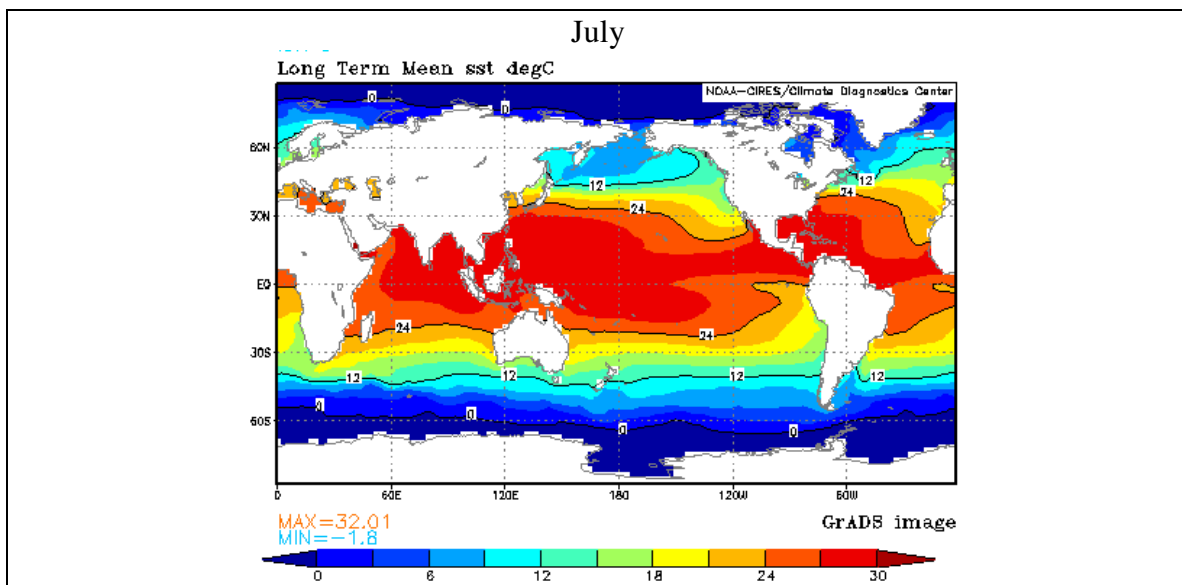 July
Long Term Mean sst degC
NOAA-CIRES/Climate Diagnostics Center
0
0
60N
12
12
24
24
30N
EQ
24
24
30S
12
12
12
12
0
0
0
60S
0
60E
120E
180
120W
60W
MAX=32.01
MIN=-1.8
GrADS image
0
6
12
18
24
30